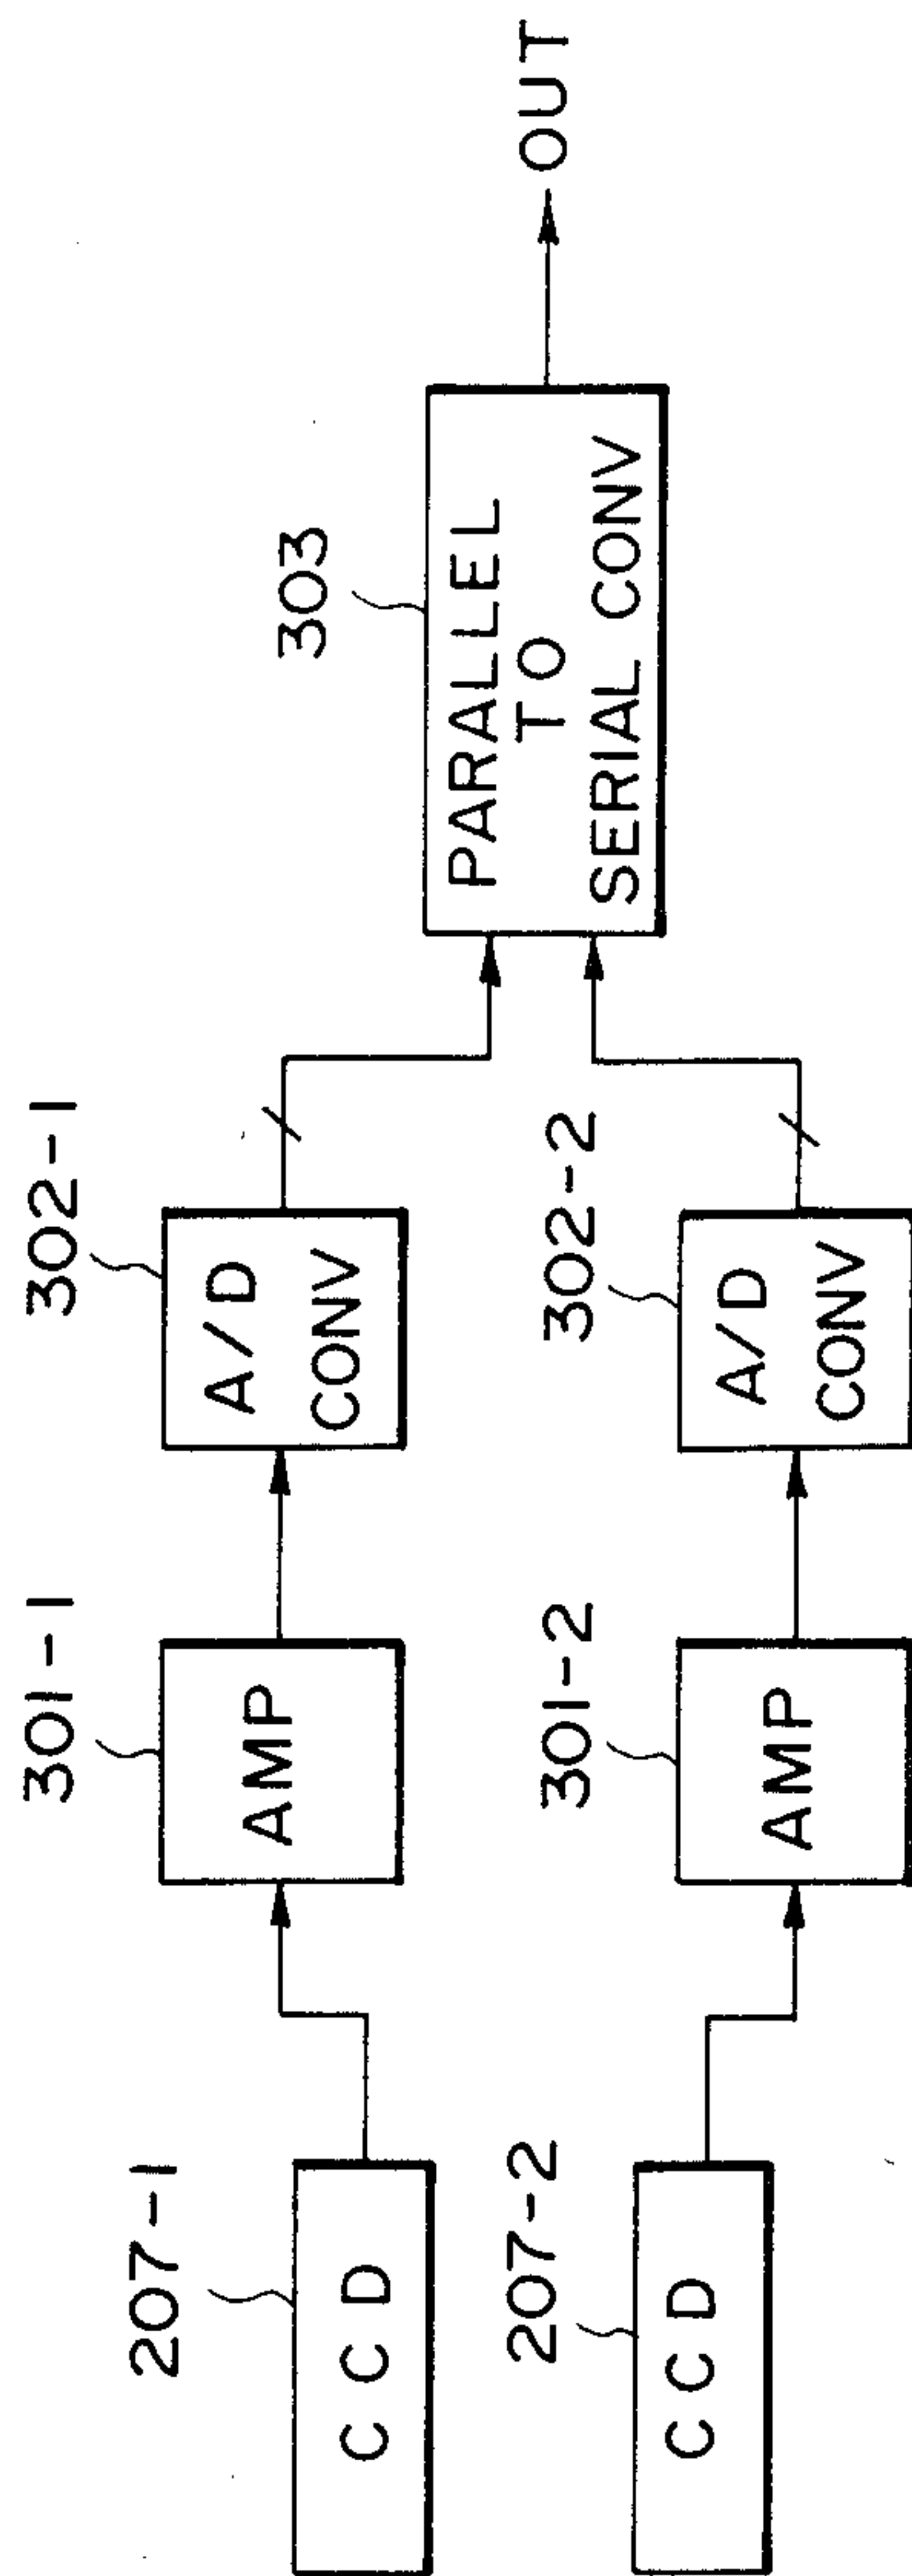 207-1
CCD
301-1
AMP
302-1
A/D
CONV
303
PARALLEL
TO
SERIAL CONV
OUT
207-2
CCD
301-2
AMP
302-2
A/D
CONV